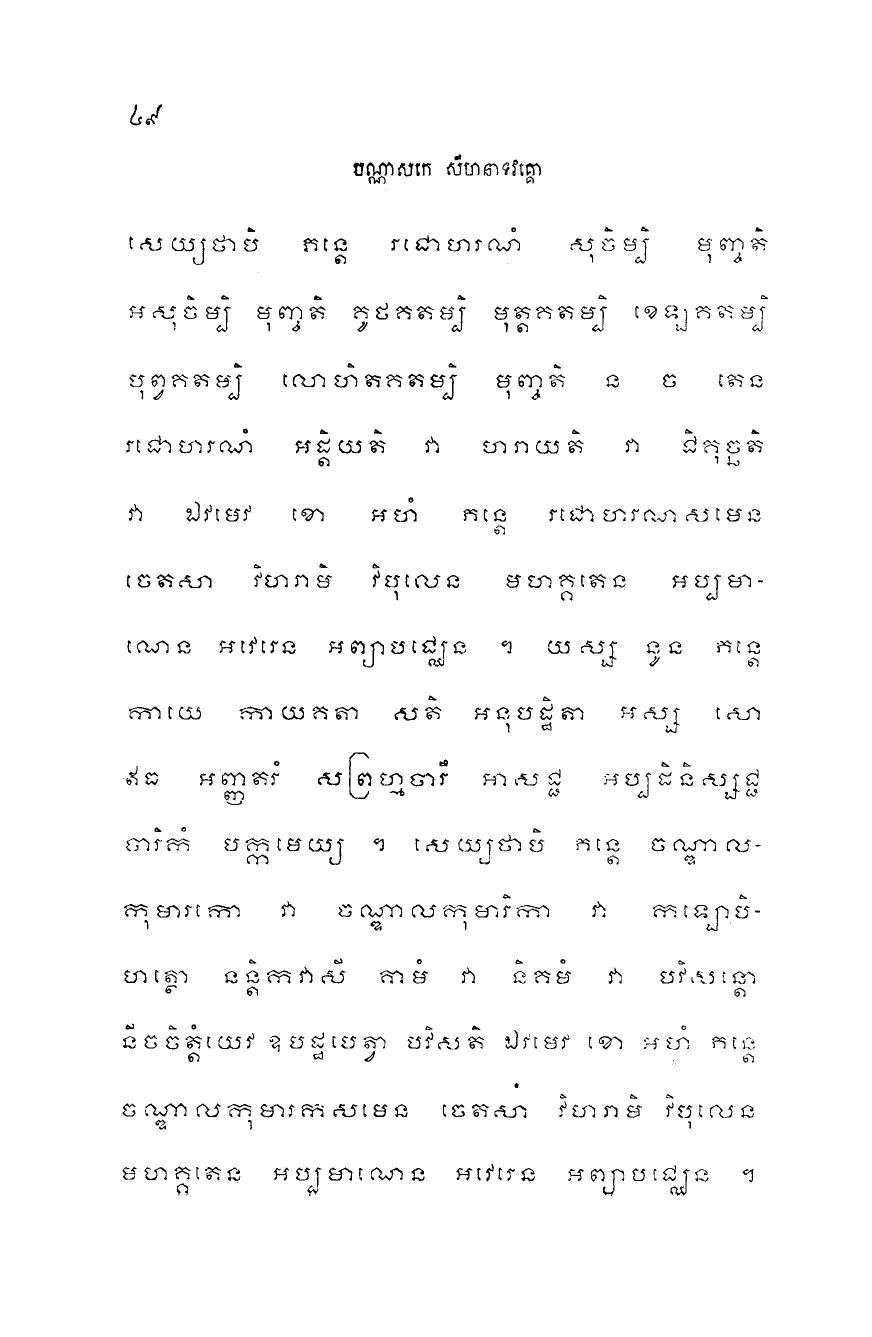 ៤៩
បណ្ណាសកេ សីហនាទវគ្គោ
សេយ្យថាបិ ភន្តេ រជោហរណំ សុចិម្បិ មុញ្ចតិ
អសុចិម្បិ មុញ្ចតិ គូថគតម្បិ មុត្តគតម្បិ ខេឡគតម្បិ
បុព្វគតម្បិ លោហិតគតម្បិ មុញ្ចតិ ន ច តេន
រជោហរណំ អដ្តិយតិ វា ហរាយតិ វា ជិគុច្ឆតិ
វា ឯវមេវ ខោ អហំ ភន្តេ រជោហរណសមេន
ចេតសា វិហរាមិ វិបុលេន មហគ្គតេន អប្បមា-
ណេន អវេរេន អព្យាបជ្ឈេន ។ យស្ស នូន ភន្តេ
កាយេ កាយគតា សតិ អនុបដ្ឋិតា អស្ស សោ
ឥធ អញ្ញតរំ សព្រហ្មចារឹ អាសជ្ជ អប្បដិនិស្សជ្ជ
ចារិកំ បក្កមេយ្យ ។ សេយ្យថាបិ ភន្តេ ចណ្ឌាល-
កុមារកោ វា ចណ្ឌាលកុមារិកា វា កឡោបិ-
ហត្ថោ នន្តិកវាសី គាមំ វា និគមំ វា បវិសន្តោ
នីចចិត្តំយេវ ឧបដ្ឋបេត្វា បវិសតិ ឯវមេវ ខោ អហំ ភន្តេ
ចណ្ឌាលកុមារកសមេន ចេតសា វិហរាមិ វិបុលេន
មហគ្គតេន អប្បមាណេន អវេរេន អព្យាបជ្ឈេន ។